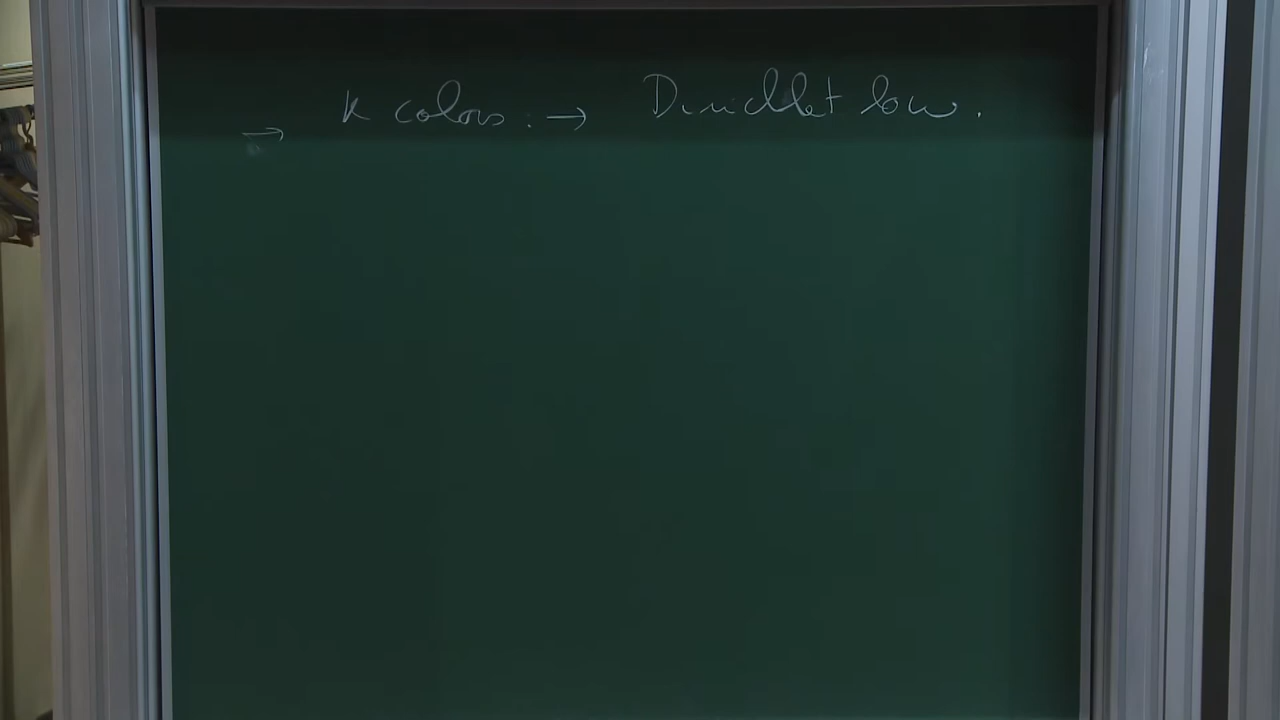 → K colors : → Dirichlet law.